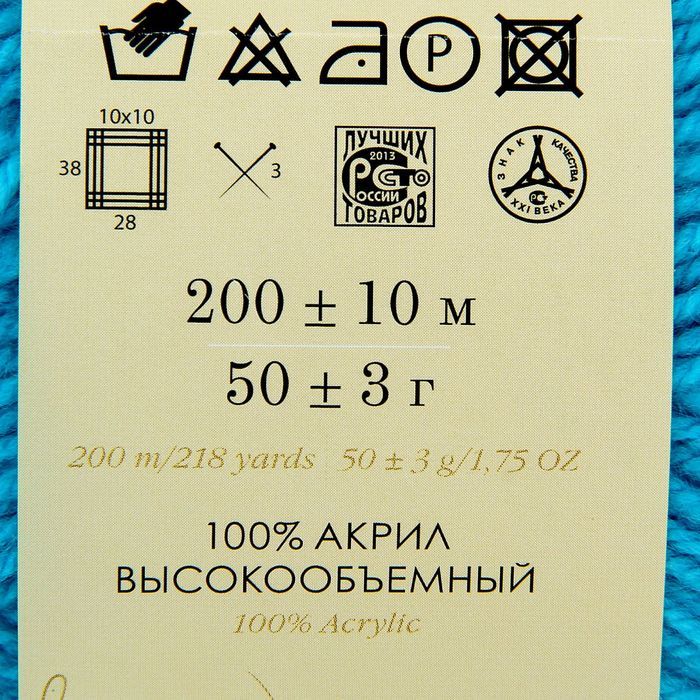 P
10x10
38
28
3
ЛУЧШИХ
2013
РОССИИ
ТОВАРОВ
ЗНАК КАЧЕСТВА
XXI ВЕКА
200 ± 10 м
50 ± 3 г
200 m/218 yards 50 ± 3 g/1,75 OZ
100% АКРИЛ
ВЫСОКООБЪЕМНЫЙ
100% Acrylic